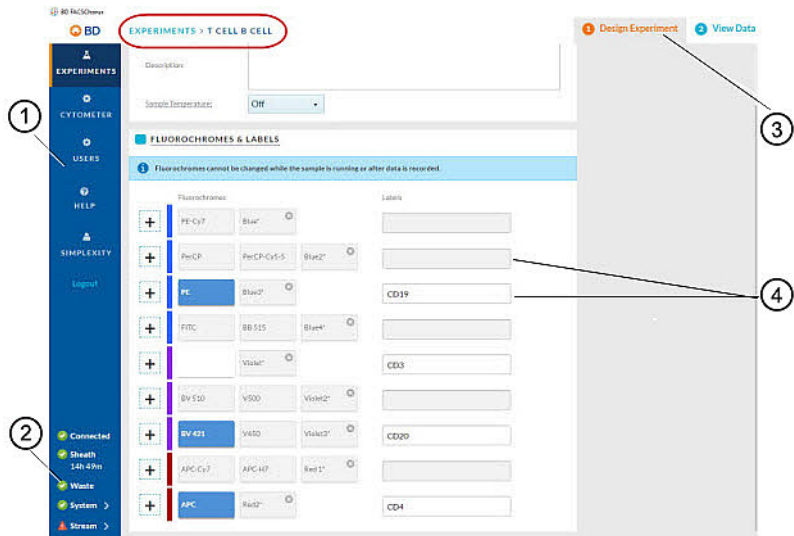 BD FACSChorus
BD
EXPERIMENTS > T CELL B CELL
1 Design Experiment
2 View Data
EXPERIMENTS
CYTOMETER
USERS
HELP
SIMPLEXITY
Logout
Description:
Sample Temperature: Off
FLUOROCHROMES & LABELS
Fluorochromes cannot be changed while the sample is running or after data is recorded.
Fluorochromes Labels
+ PE-Cy7 Blue1*
+ PerCP PerCP-Cy5-5 Blue2*
+ PE Blue3* CD19
+ FITC BB 515 Blue4*
+ Violet1* CD3
+ BV 510 V500 Violet2*
+ BV 421 V450 Violet3* CD20
+ APC-Cy7 APC-H7 Red 1*
+ APC Red2* CD4
Connected
Sheath
14h 49m
Waste
System >
Stream >
1
2
3
4